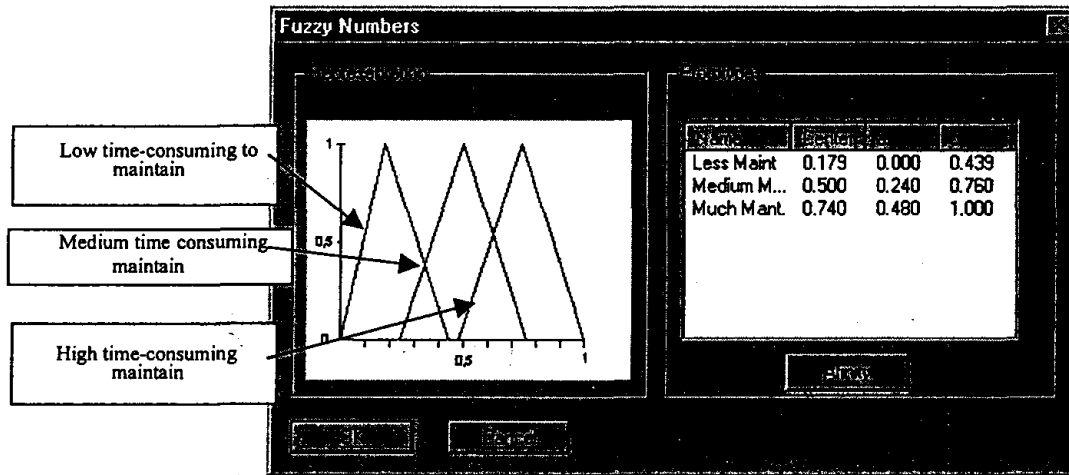 Fuzzy Numbers
Low time-consuming to
maintain
Medium time consuming
maintain
High time-consuming
maintain
1
0,5
0
0,5
1
Less Maint 0.179 0.000 0.439
Medium M... 0.500 0.240 0.760
Much Mant. 0.740 0.480 1.000